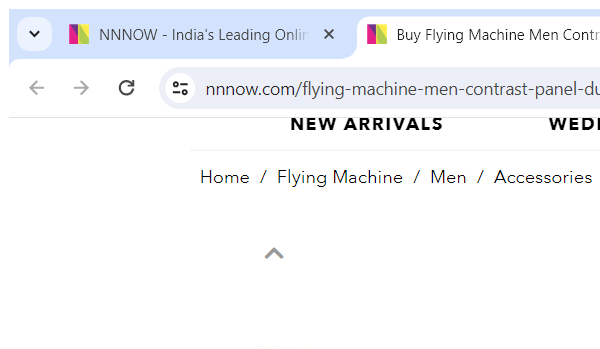 NNNOW - India's Leading Onlin
Buy Flying Machine Men Contr
nnnow.com/flying-machine-men-contrast-panel-du
NEW ARRIVALS
WEDI
Home / Flying Machine / Men / Accessories